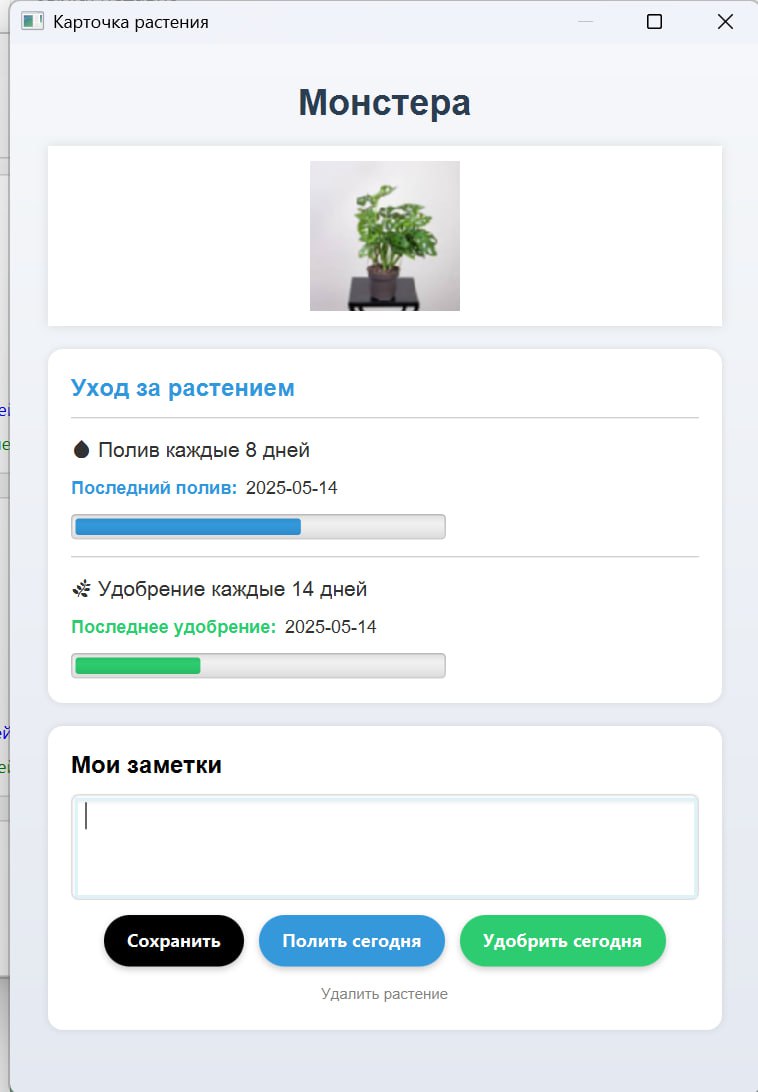 Карточка растения
Монстера
Уход за растением
Полив каждые 8 дней
Последний полив: 2025-05-14
Удобрение каждые 14 дней
Последнее удобрение: 2025-05-14
Мои заметки
Сохранить Полить сегодня Удобрить сегодня
Удалить растение